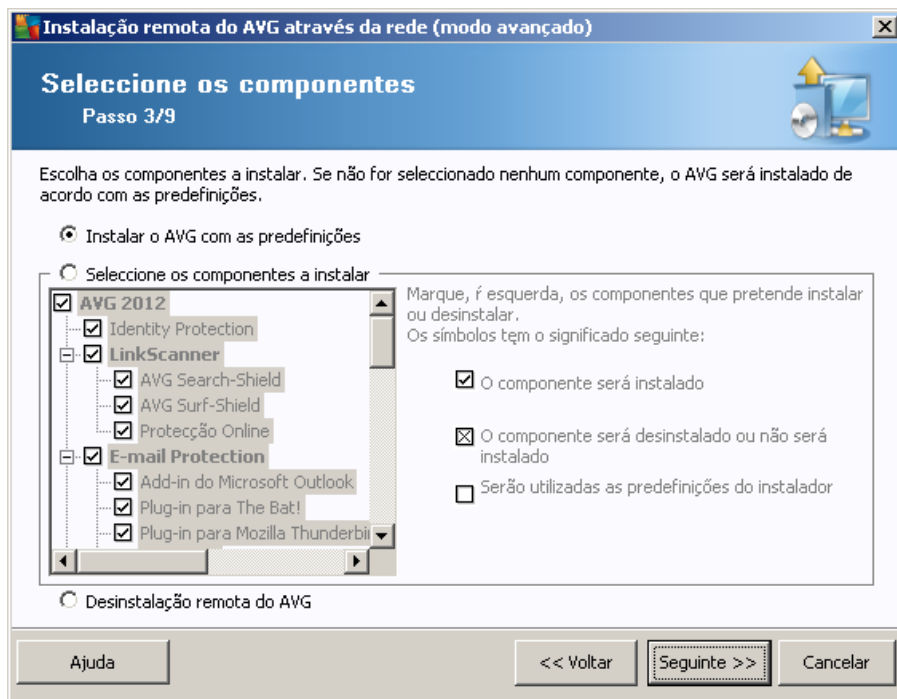 Instalação remota do AVG através da rede (modo avançado)
Seleccione os componentes
Passo 3/9
Escolha os componentes a instalar. Se não for seleccionado nenhum componente, o AVG será instalado de
acordo com as predefinições.
Instalar o AVG com as predefinições
Seleccione os componentes a instalar
AVG 2012
Identity Protection
LinkScanner
AVG Search-Shield
AVG Surf-Shield
Protecção Online
E-mail Protection
Add-in do Microsoft Outlook
Plug-in para The Bat!
Plug-in para Mozilla Thunderbi
Marque, ŕ esquerda, os componentes que pretende instalar
ou desinstalar.
Os símbolos tęm o significado seguinte:
O componente será instalado
O componente será desinstalado ou não será
instalado
Serão utilizadas as predefinições do instalador
Desinstalação remota do AVG
Ajuda
<< Voltar
Seguinte >>
Cancelar